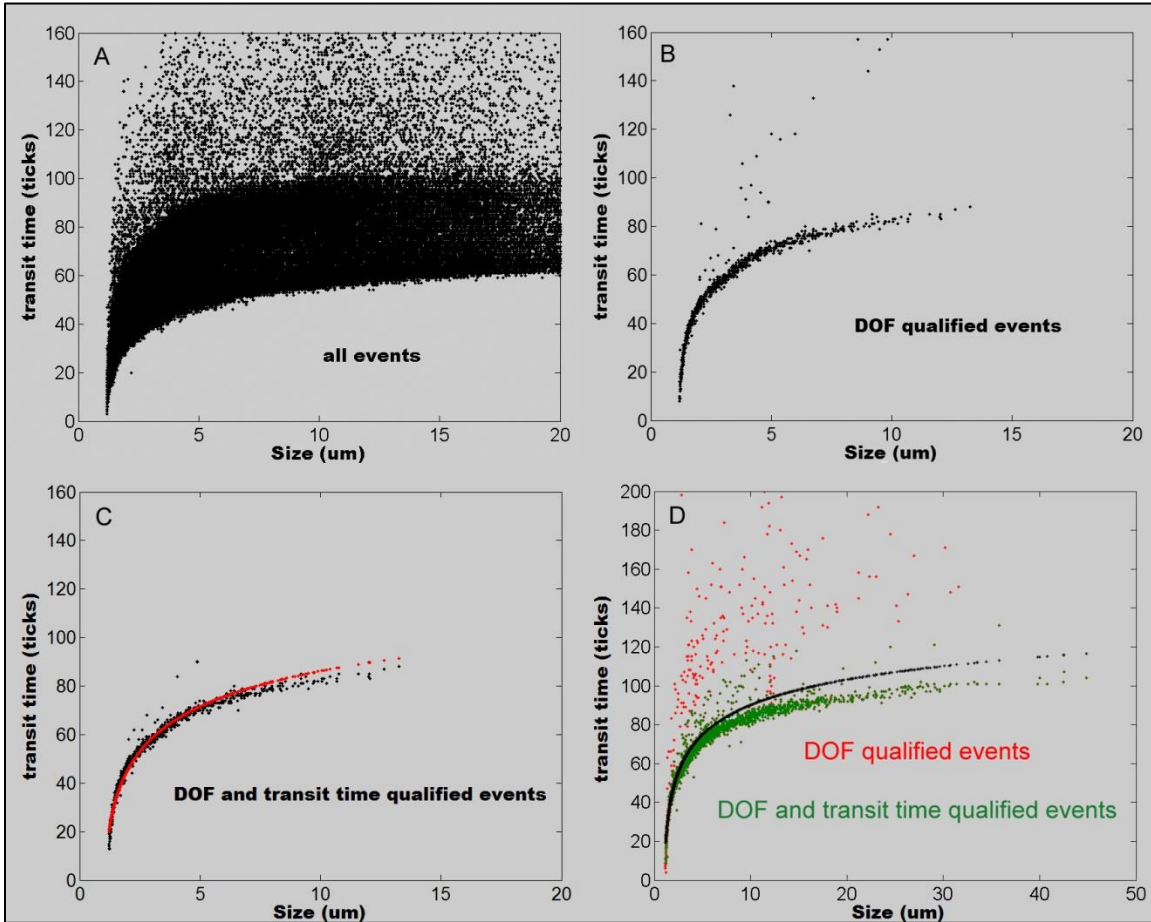 A
160
140
120
100
80
60
40
20
0
transit time (ticks)
all events
0 5 10 15 20
Size (um)
B
160
140
120
100
80
60
40
20
0
transit time (ticks)
DOF qualified events
0 5 10 15 20
Size (um)
C
160
140
120
100
80
60
40
20
0
transit time (ticks)
DOF and transit time qualified events
0 5 10 15 20
Size (um)
D
200
180
160
140
120
100
80
60
40
20
0
transit time (ticks)
DOF qualified events
DOF and transit time qualified events
0 10 20 30 40 50
Size (um)